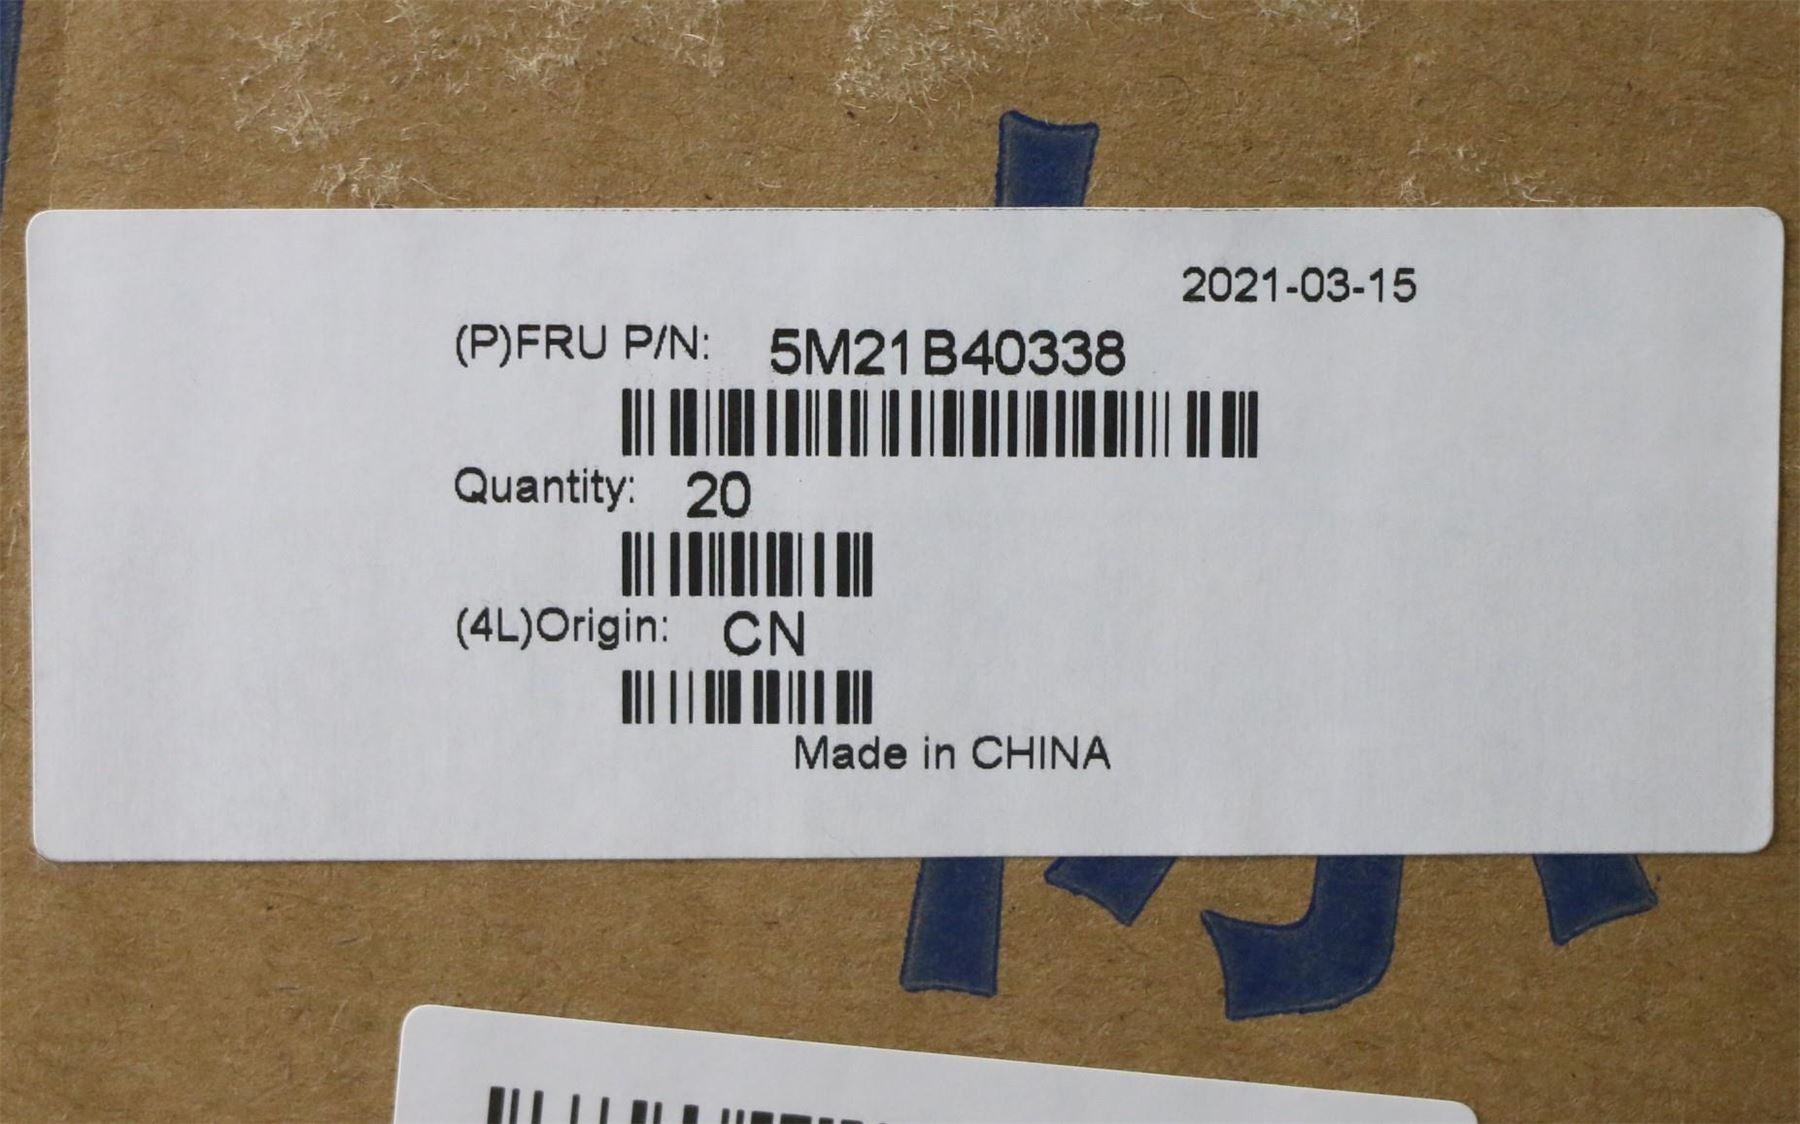 2021-03-15
(P)FRU P/N: 5M21B40338
Quantity: 20
(4L)Origin: CN
Made in CHINA